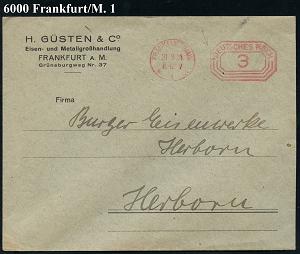 6000 Frankfurt/M. 1
H. GÜSTEN & Co
Eisen- und Metallgroßhandlung
FRANKFURT A. M.
Grüneburgweg Nr. 37
DEUTSCHES REICH
3
Firma
Burger Eisenwerke
Herborn
Herborn